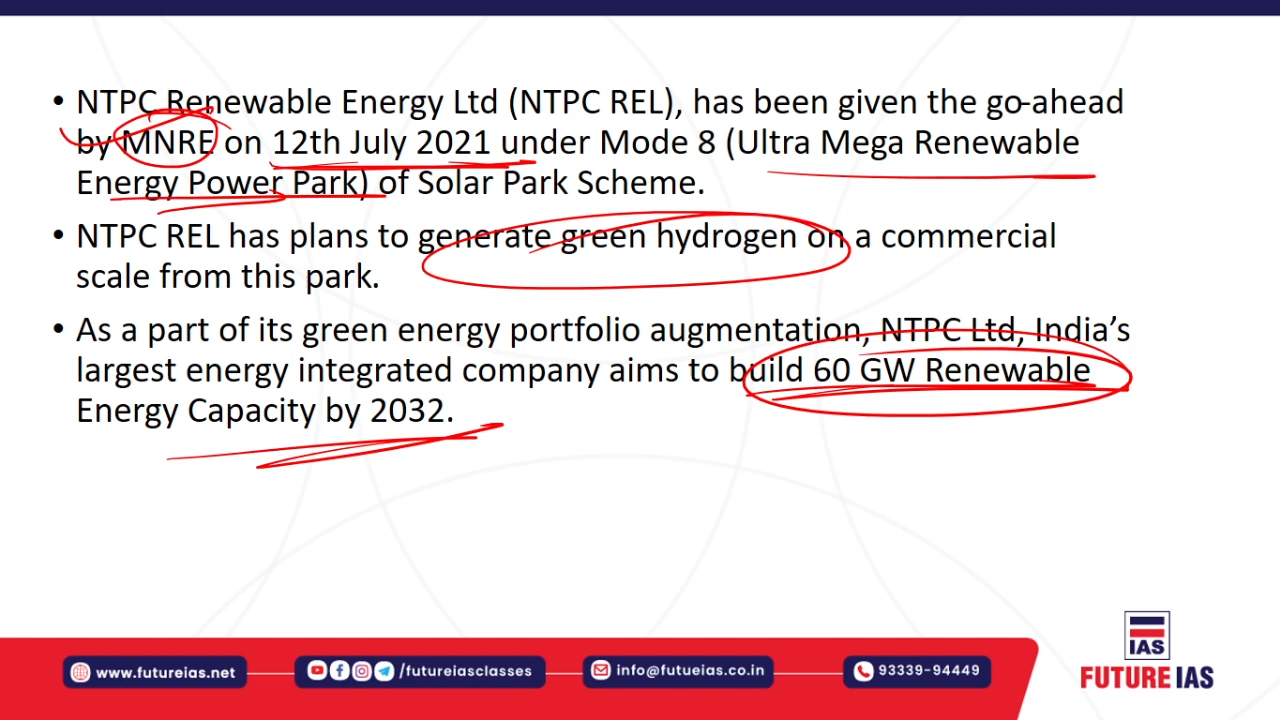 • NTPC Renewable Energy Ltd (NTPC REL), has been given the go-ahead
by MNRE on 12th July 2021 under Mode 8 (Ultra Mega Renewable
Energy Power Park) of Solar Park Scheme.
• NTPC REL has plans to generate green hydrogen on a commercial
scale from this park.
• As a part of its green energy portfolio augmentation, NTPC Ltd, India's
largest energy integrated company aims to build 60 GW Renewable
Energy Capacity by 2032.
IAS
FUTURE IAS
www.futureias.net
/futureiasclasses
info@futueias.co.in
93339-94449